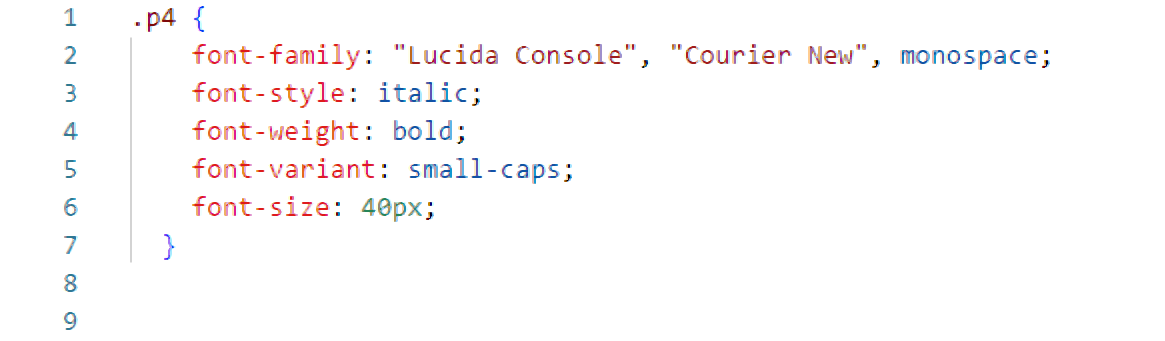 1 .p4 {
2 font-family: "Lucida Console", "Courier New", monospace;
3 font-style: italic;
4 font-weight: bold;
5 font-variant: small-caps;
6 font-size: 40px;
7 }
8
9